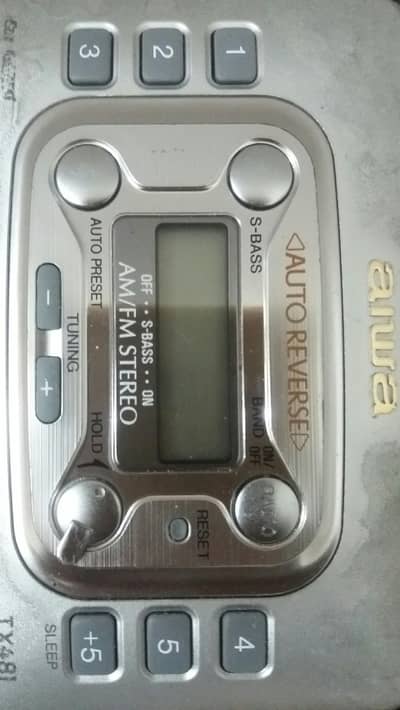 aiwa
◁AUTO REVERSE▷
1
S-BASS
BAND
ON/
OFF
4
RESET
2
OFF •• S-BASS •• ON
AM/FM STEREO
5
3
AUTO PRESET
HOLD
+5
TUNING
− +
SLEEP
TX481